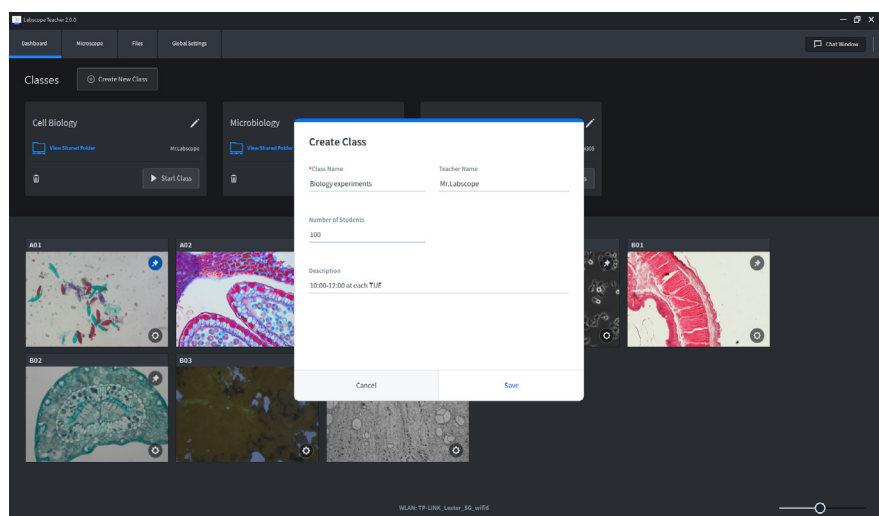 Labscope Teacher 2.0.0
Dashboard Microscope Files Global Settings Chat Window
Classes Create New Class
Cell Biology Microbiology
View Shared Folder Mr.Labscope View Shared Folder
Start Class
Create Class
*Class Name Teacher Name
Biology experiments Mr.Labscope
Number of Students
100
Description
10:00-12:00 at each TUE
Cancel Save
A01 A02 B01
B02 B03
WLAN: TP-LINK_Lester_5G_wifi6